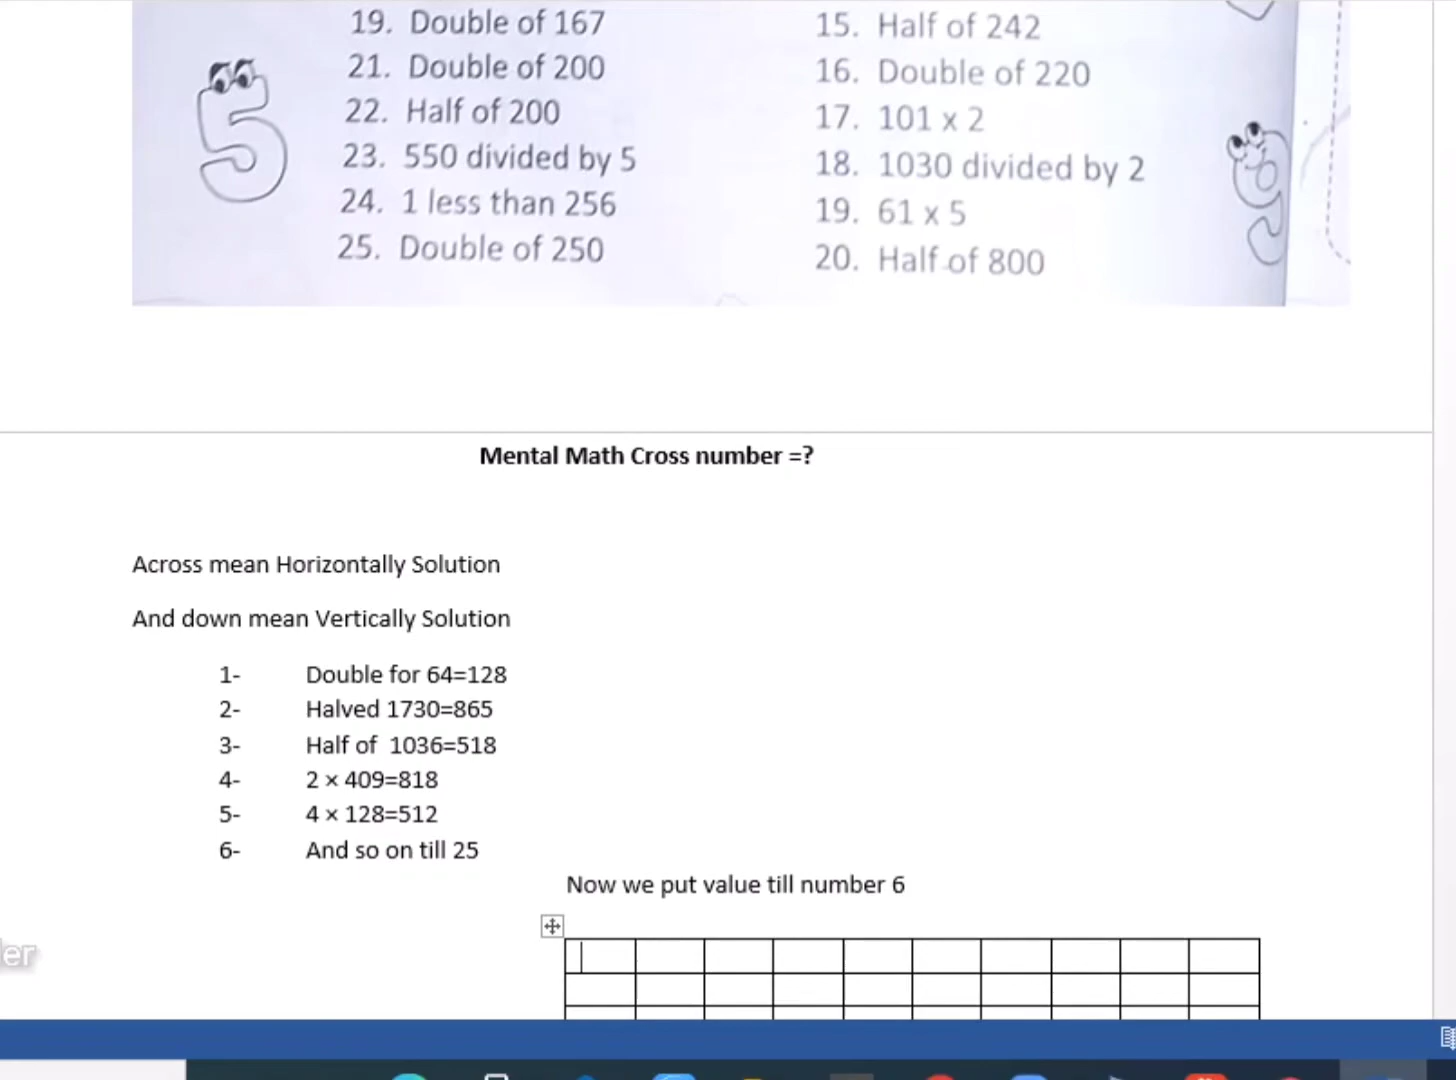 19. Double of 167
21. Double of 200
22. Half of 200
23. 550 divided by 5
24. 1 less than 256
25. Double of 250
15. Half of 242
16. Double of 220
17. 101 x 2
18. 1030 divided by 2
19. 61 x 5
20. Half of 800
Mental Math Cross number =?
Across mean Horizontally Solution
And down mean Vertically Solution
1- Double for 64=128
2- Halved 1730=865
3- Half of 1036=518
4- 2 × 409=818
5- 4 × 128=512
6- And so on till 25
Now we put value till number 6
er